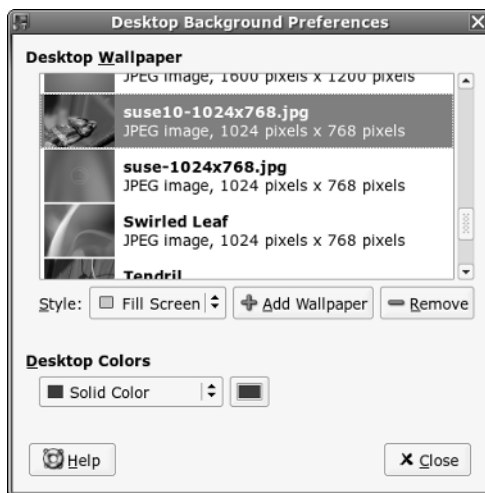 Desktop Background Preferences
Desktop Wallpaper
JPEG image, 1600 pixels x 1200 pixels
suse10-1024x768.jpg
JPEG image, 1024 pixels x 768 pixels
suse-1024x768.jpg
JPEG image, 1024 pixels x 768 pixels
Swirled Leaf
JPEG image, 1024 pixels x 768 pixels
Tendril
Style: Fill Screen Add Wallpaper Remove
Desktop Colors
Solid Color
Help Close